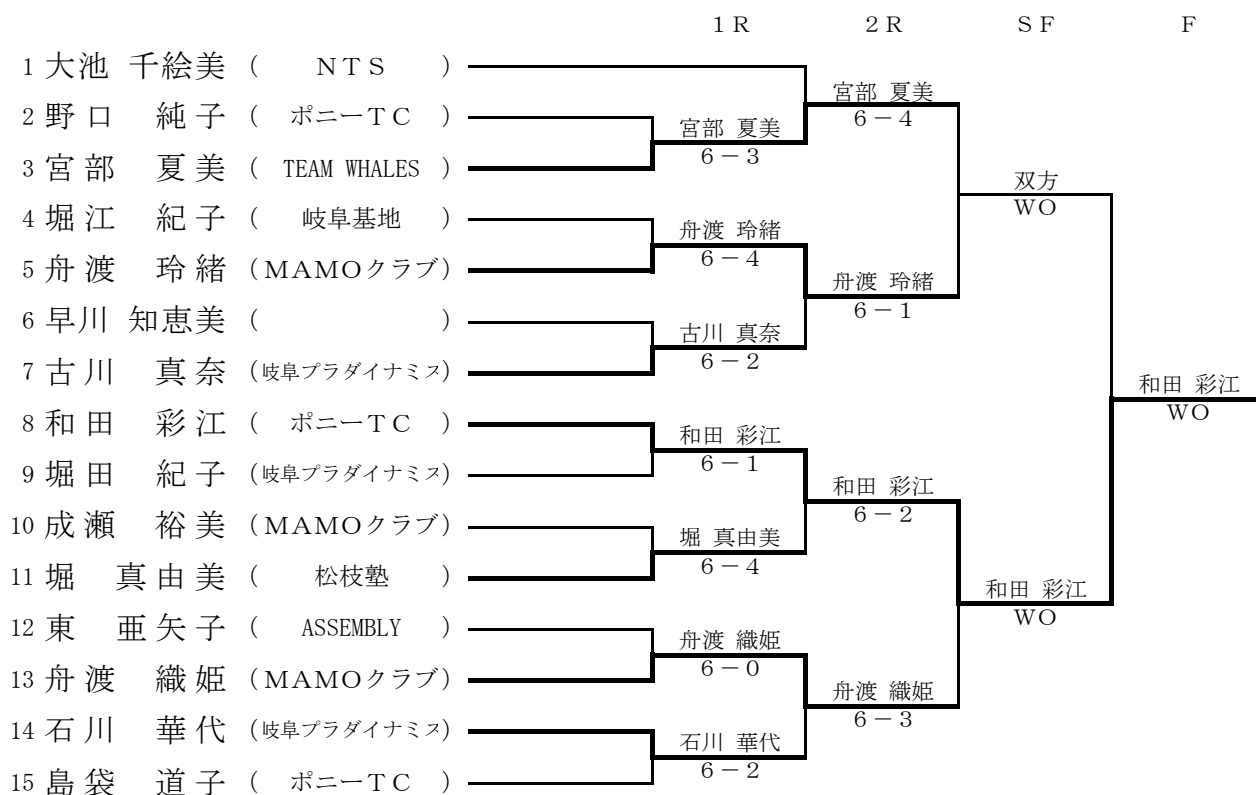 １Ｒ ２Ｒ ＳＦ Ｆ
1 大池 千絵美 （ ＮＴＳ ）
宮部 夏美
2 野口 純子 （ ポニーＴＣ ） ６－４
宮部 夏美
６－３
3 宮部 夏美 （ TEAM WHALES ）
双方
ＷＯ
4 堀江 紀子 （ 岐阜基地 ）
舟渡 玲緒
６－４
5 舟渡 玲緒 （ＭＡＭＯクラブ）
舟渡 玲緒
６－１
6 早川 知恵美 （ ）
古川 真奈
６－２
7 古川 真奈 （岐阜プラダイナミス）
和田 彩江
ＷＯ
8 和田 彩江 （ ポニーＴＣ ）
和田 彩江
６－１
9 堀田 紀子 （岐阜プラダイナミス）
和田 彩江
６－２
10 成瀬 裕美 （ＭＡＭＯクラブ）
堀 真由美
６－４
11 堀 真由美 （ 松枝塾 ）
和田 彩江
ＷＯ
12 東 亜矢子 （ ASSEMBLY ）
舟渡 織姫
６－０
13 舟渡 織姫 （ＭＡＭＯクラブ）
舟渡 織姫
６－３
14 石川 華代 （岐阜プラダイナミス）
石川 華代
６－２
15 島袋 道子 （ ポニーＴＣ ）